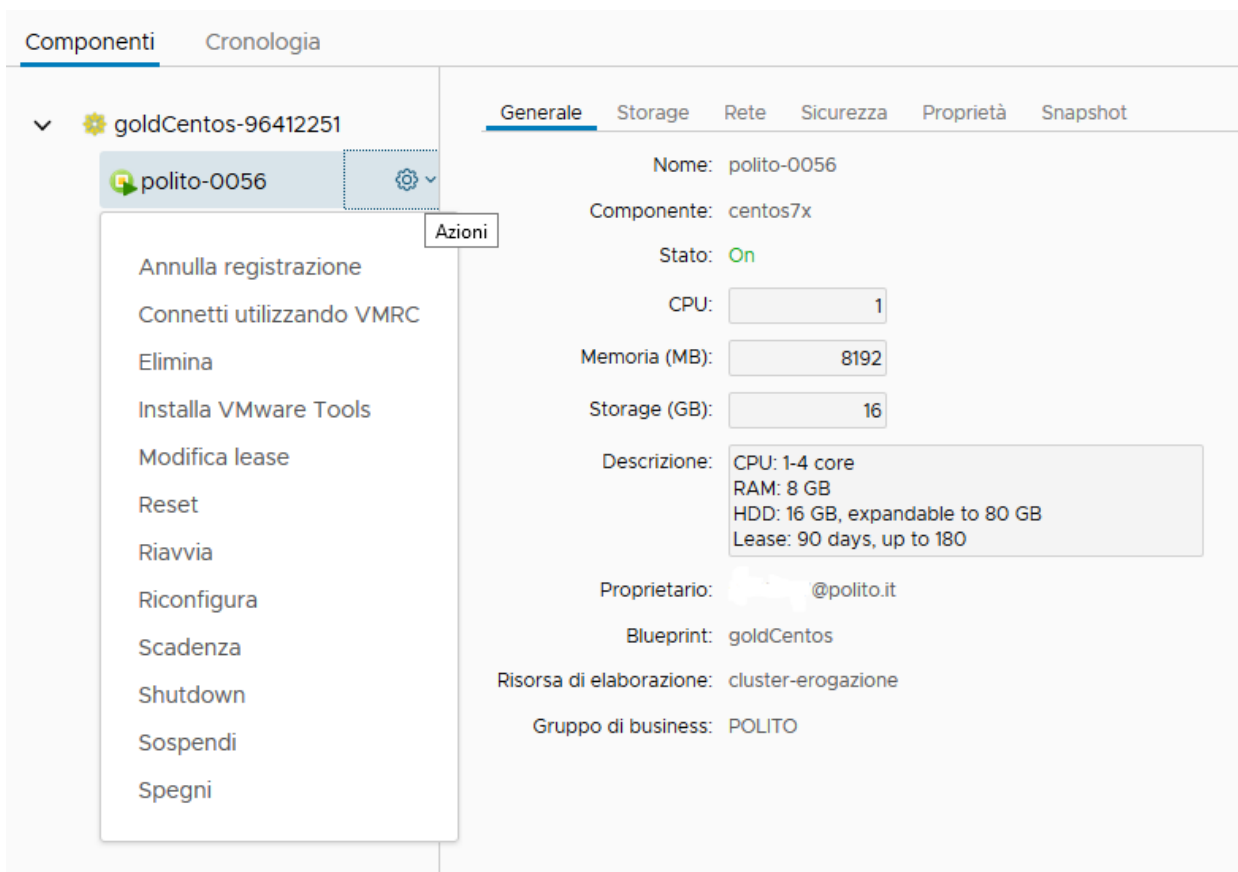 Componenti Cronologia
goldCentos-96412251
polito-0056
Azioni
Annulla registrazione
Connetti utilizzando VMRC
Elimina
Installa VMware Tools
Modifica lease
Reset
Riavvia
Riconfigura
Scadenza
Shutdown
Sospendi
Spegni
Generale Storage Rete Sicurezza Proprietà Snapshot
Nome: polito-0056
Componente: centos7x
Stato: On
CPU: 1
Memoria (MB): 8192
Storage (GB): 16
Descrizione: CPU: 1-4 core
RAM: 8 GB
HDD: 16 GB, expandable to 80 GB
Lease: 90 days, up to 180
Proprietario: @polito.it
Blueprint: goldCentos
Risorsa di elaborazione: cluster-erogazione
Gruppo di business: POLITO